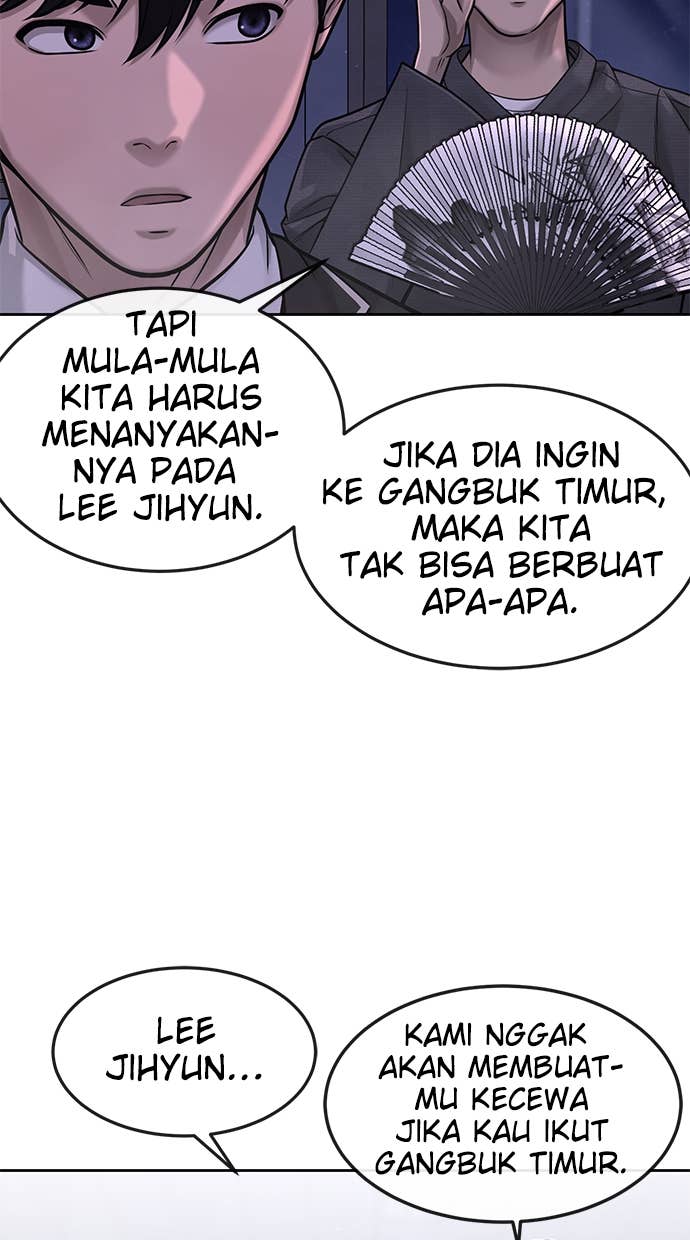 TAPI
MULA-MULA
KITA HARUS
MENANYAKAN-
NYA PADA
LEE JIHYUN.
JIKA DIA INGIN
KE GANGBUK TIMUR,
MAKA KITA
TAK BISA BERBUAT
APA-APA.
LEE
JIHYUN...
KAMI NGGAK
AKAN MEMBUAT-
MU KECEWA
JIKA KAU IKUT
GANGBUK TIMUR.